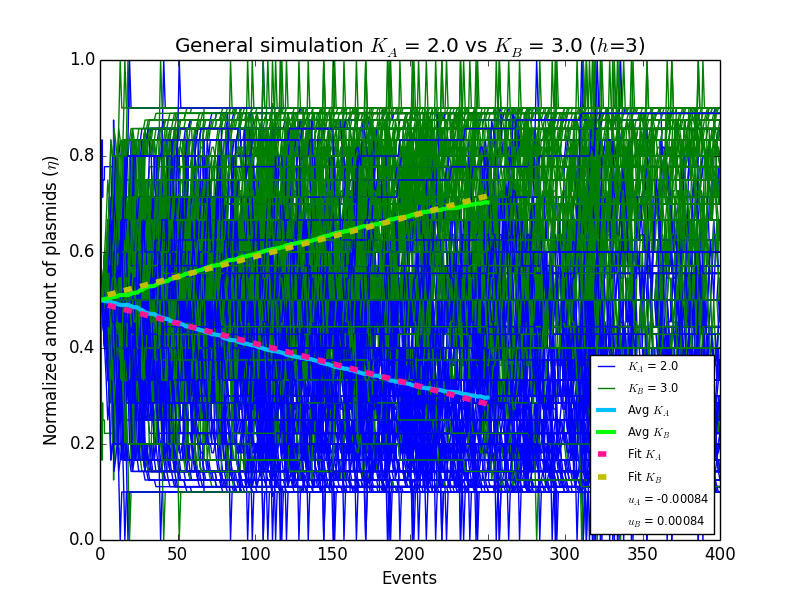 General simulation K_A = 2.0 vs K_B = 3.0 (h=3)
Normalized amount of plasmids (η)
1.0
0.8
0.6
0.4
0.2
0.0
K_A = 2.0
K_B = 3.0
Avg K_A
Avg K_B
Fit K_A
Fit K_B
u_A = -0.00084
u_B = 0.00084
0 50 100 150 200 250 300 350 400
Events